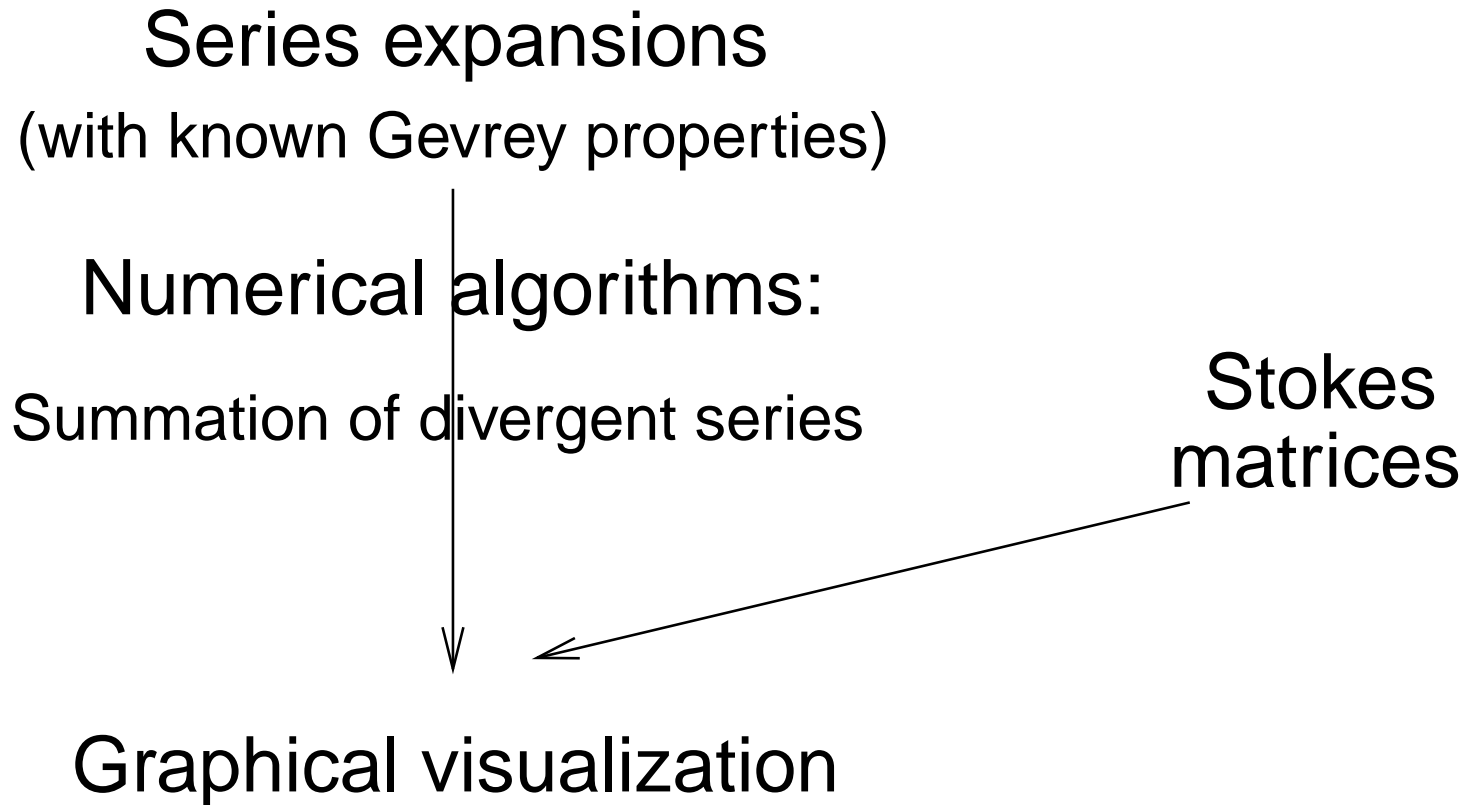 Series expansions
(with known Gevrey properties)
Numerical algorithms:
Summation of divergent series
Stokes
matrices
Graphical visualization